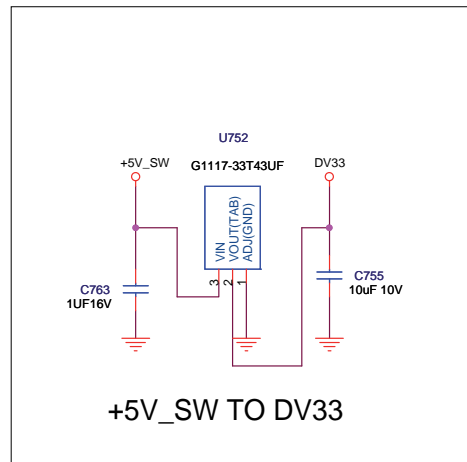 U752
+5V_SW
G1117-33T43UF
DV33
VIN
VOUT(TAB)
ADJ(GND)
3
2
1
C763
1UF16V
C755
10uF 10V
+5V_SW TO DV33